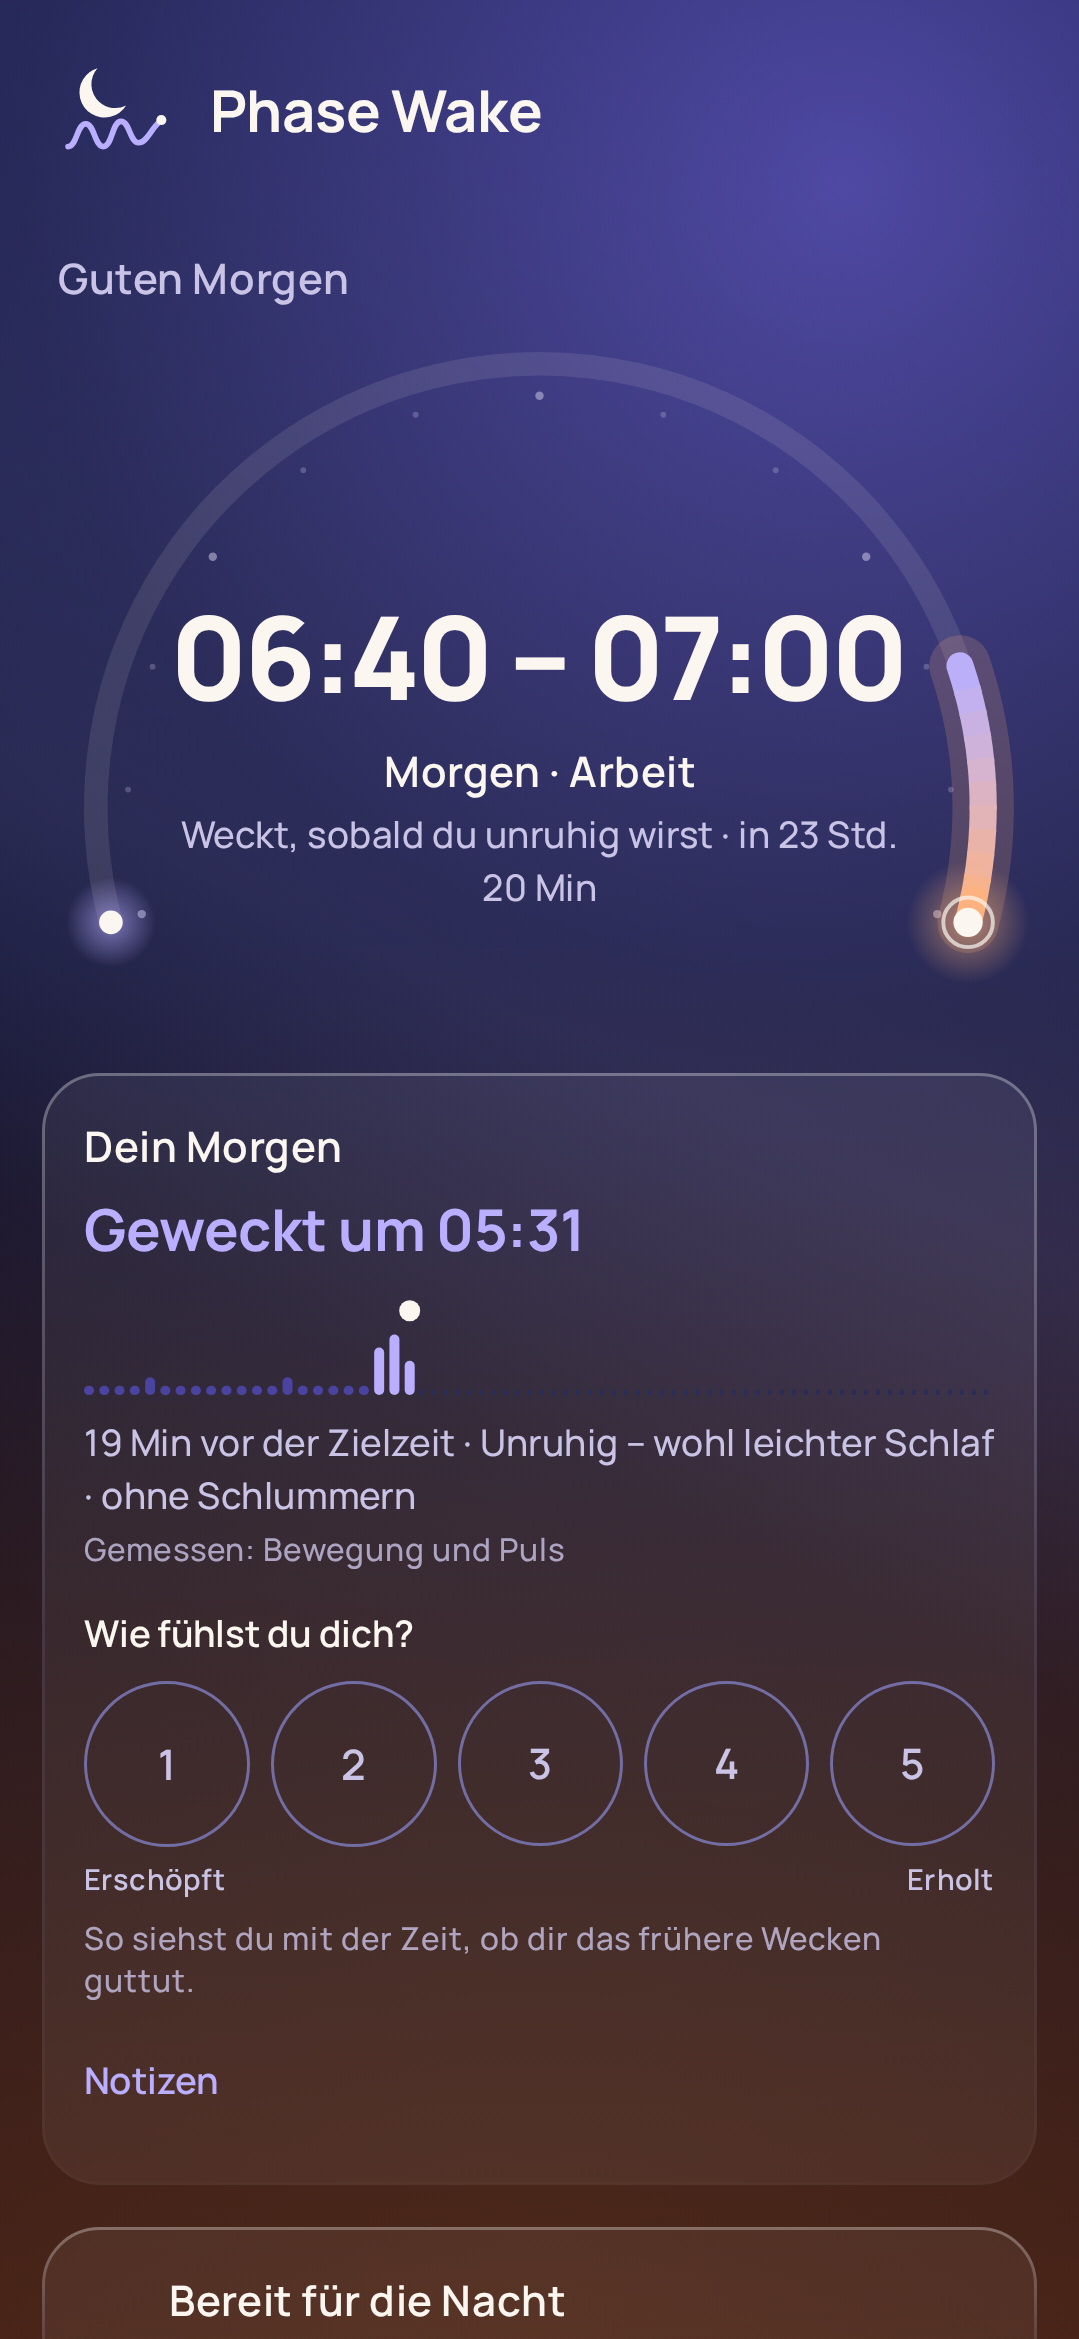 Phase Wake
Guten Morgen
06:40 – 07:00
Morgen · Arbeit
Weckt, sobald du unruhig wirst · in 23 Std.
20 Min
Dein Morgen
Geweckt um 05:31
19 Min vor der Zielzeit · Unruhig – wohl leichter Schlaf
· ohne Schlummern
Gemessen: Bewegung und Puls
Wie fühlst du dich?
1 2 3 4 5
Erschöpft Erholt
So siehst du mit der Zeit, ob dir das frühere Wecken
guttut.
Notizen
Bereit für die Nacht